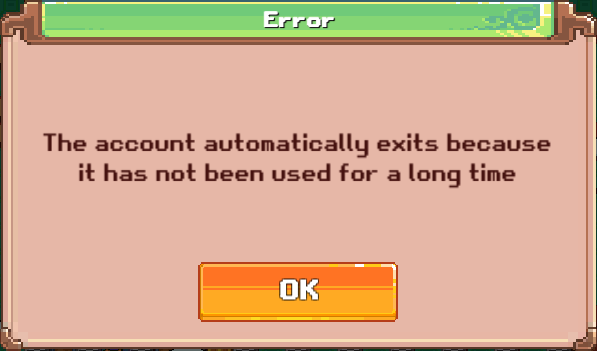 Error
The account automatically exits because
it has not been used for a long time
OK